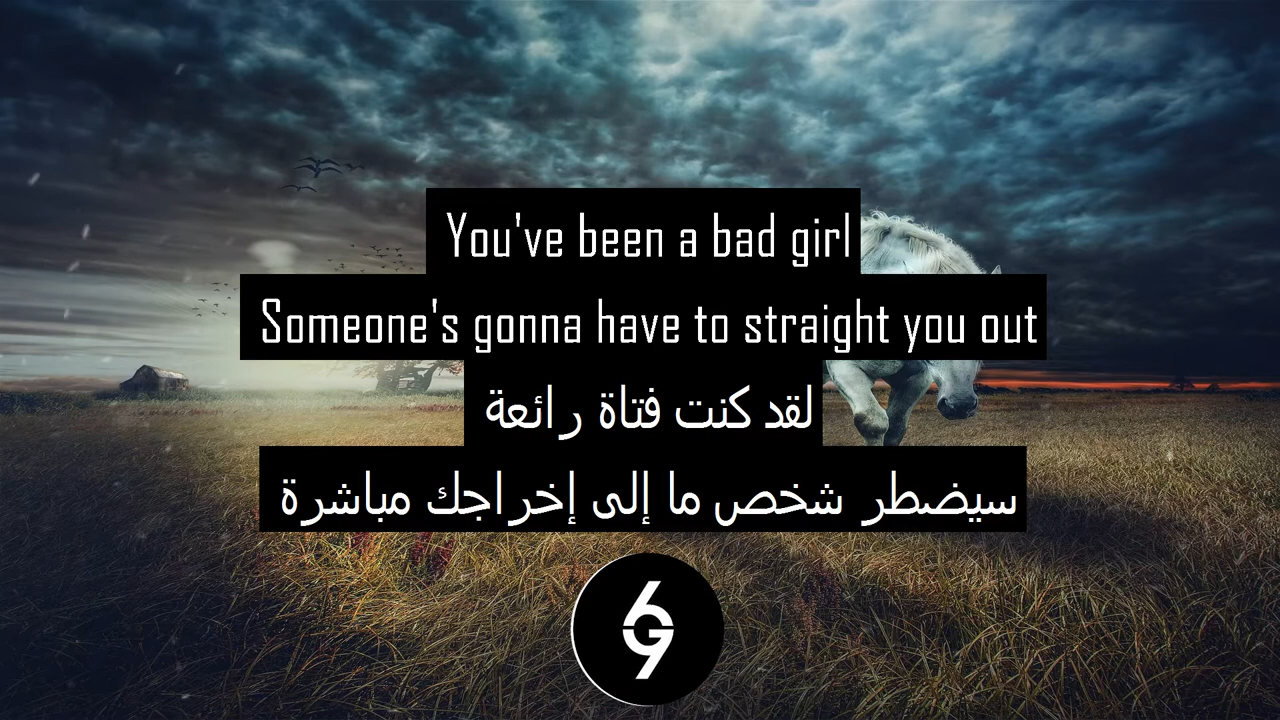 You've been a bad girl
Someone's gonna have to straight you out
لقد كنت فتاة رائعة
سيضطر شخص ما إلى إخراجك مباشرة
69